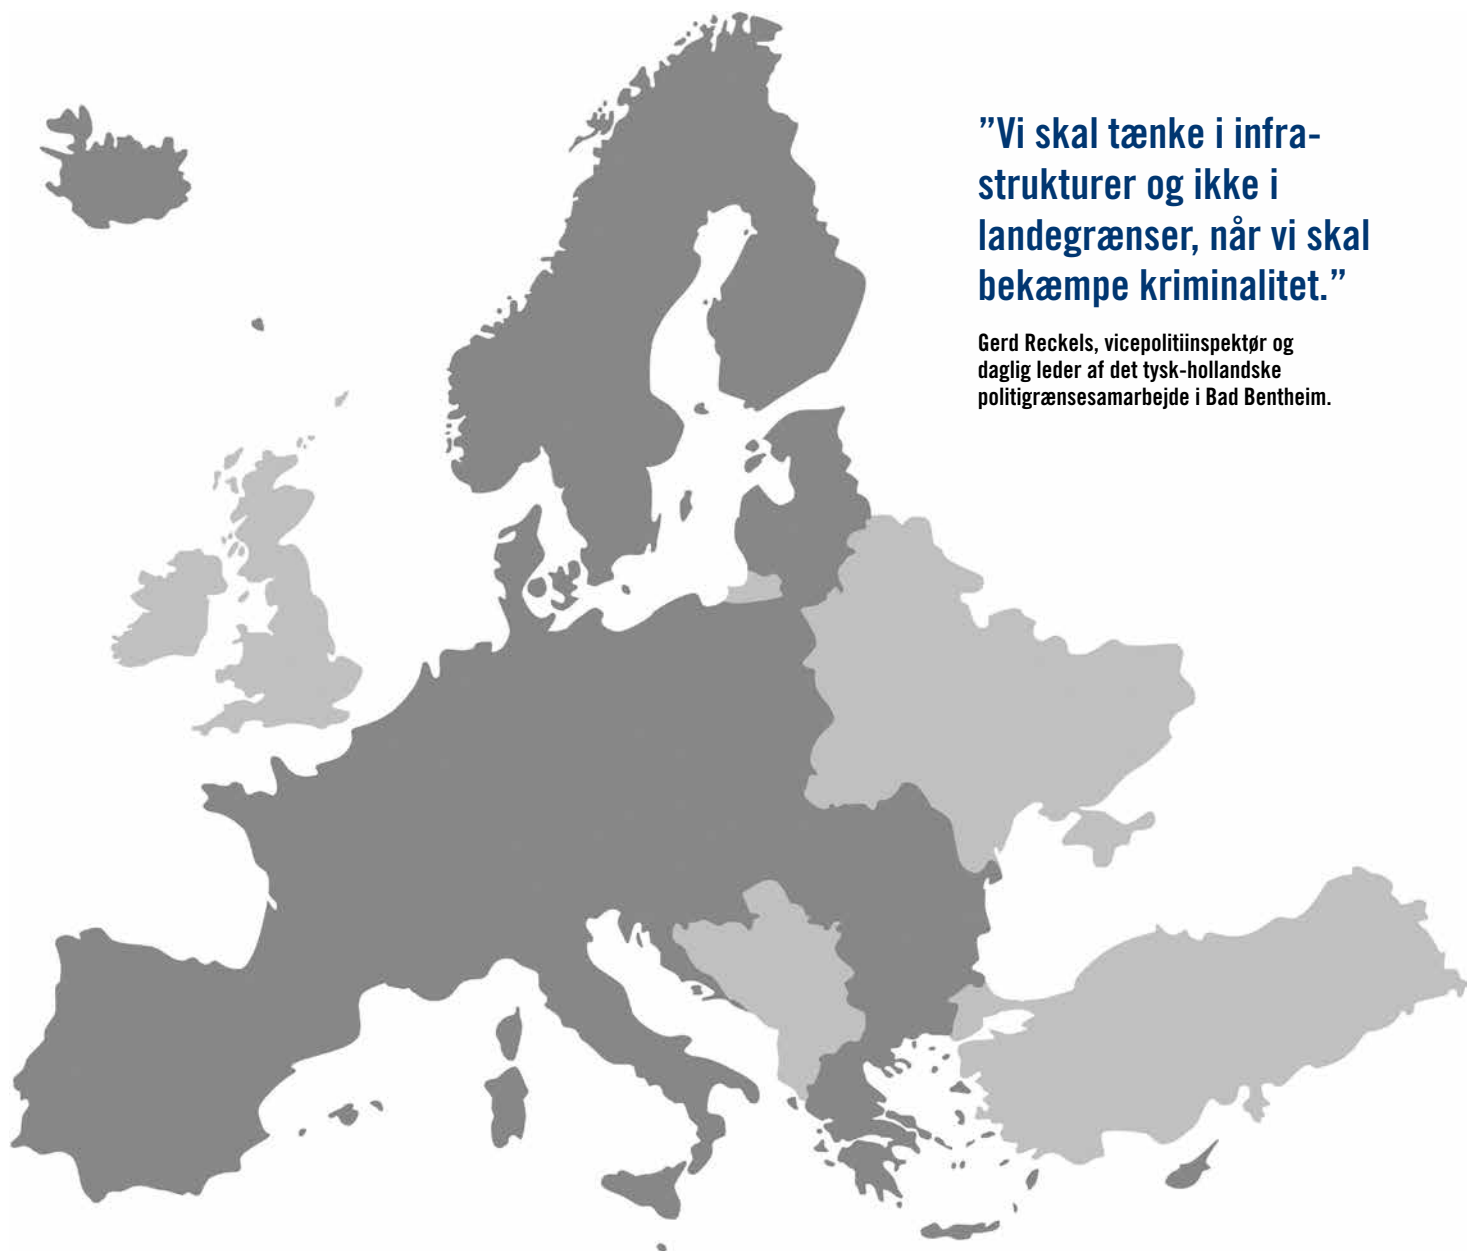 ”Vi skal tænke i infra-
strukturer og ikke i
landegrænser, når vi skal
bekæmpe kriminalitet.”
Gerd Reckels, vicepolitiinspektør og
daglig leder af det tysk-hollandske
politigrænsesamarbejde i Bad Bentheim.